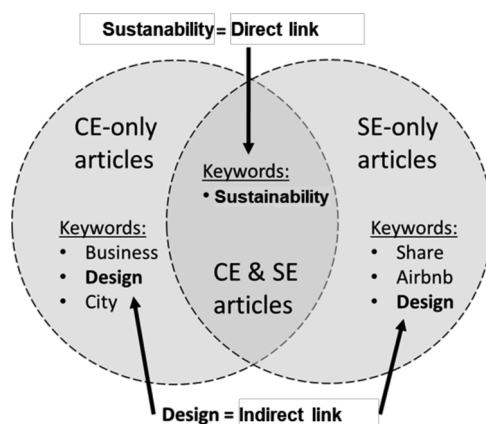 Sustanability = Direct link
CE-only
articles
SE-only
articles
Keywords:
• Sustainability
Keywords:
• Business
• Design
• City
Keywords:
• Share
• Airbnb
• Design
CE & SE
articles
Design = Indirect link